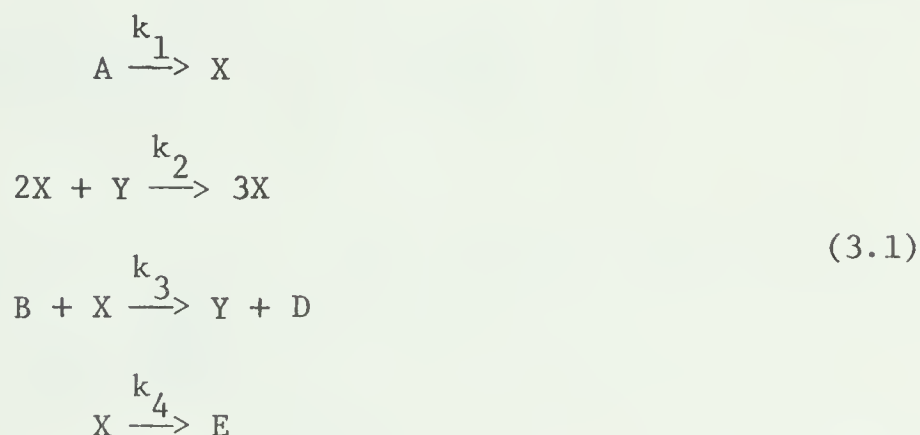 A --k₁--> X
2X + Y --k₂--> 3X
(3.1)
B + X --k₃--> Y + D
X --k₄--> E